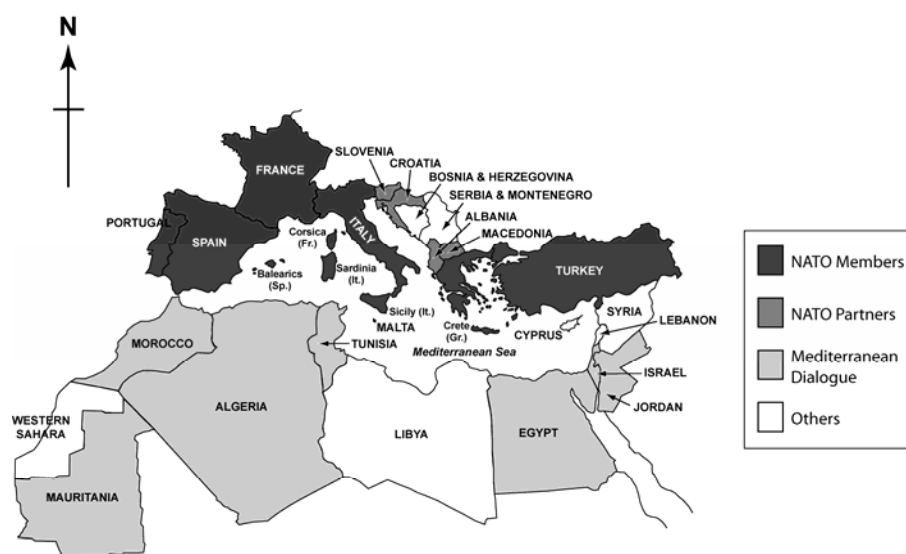 N
SLOVENIA
CROATIA
BOSNIA & HERZEGOVINA
SERBIA & MONTENEGRO
ALBANIA
MACEDONIA
FRANCE
PORTUGAL
SPAIN
Corsica
(Fr.)
ITALY
Balearics
(Sp.)
Sardinia
(It.)
Sicily (It.)
MALTA
Crete
(Gr.)
Mediterranean Sea
TURKEY
CYPRUS
SYRIA
LEBANON
ISRAEL
JORDAN
MOROCCO
TUNISIA
ALGERIA
WESTERN
SAHARA
LIBYA
EGYPT
MAURITANIA
NATO Members
NATO Partners
Mediterranean
Dialogue
Others